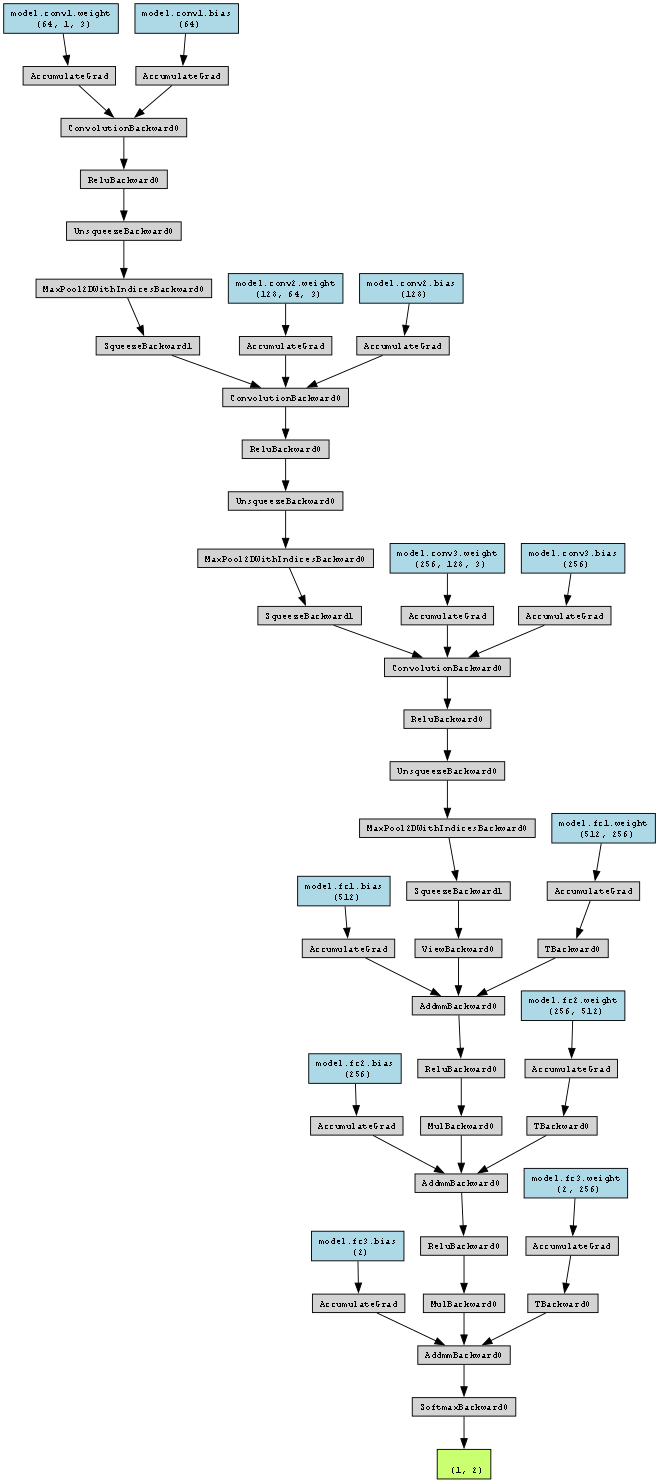 model.conv1.weight
(64, 1, 3)
model.conv1.bias
(64)
AccumulateGrad
AccumulateGrad
ConvolutionBackward0
ReluBackward0
UnsqueezeBackward0
MaxPool2DWithIndicesBackward0
model.conv2.weight
(128, 64, 3)
model.conv2.bias
(128)
SqueezeBackward1
AccumulateGrad
AccumulateGrad
ConvolutionBackward0
ReluBackward0
UnsqueezeBackward0
MaxPool2DWithIndicesBackward0
model.conv3.weight
(256, 128, 3)
model.conv3.bias
(256)
SqueezeBackward1
AccumulateGrad
AccumulateGrad
ConvolutionBackward0
ReluBackward0
UnsqueezeBackward0
MaxPool2DWithIndicesBackward0
model.fc1.weight
(512, 256)
model.fc1.bias
(512)
SqueezeBackward1
AccumulateGrad
AccumulateGrad
ViewBackward0
TBackward0
AddmmBackward0
model.fc2.weight
(256, 512)
model.fc2.bias
(256)
ReluBackward0
AccumulateGrad
AccumulateGrad
MulBackward0
TBackward0
AddmmBackward0
model.fc3.weight
(2, 256)
model.fc3.bias
(2)
ReluBackward0
AccumulateGrad
AccumulateGrad
MulBackward0
TBackward0
AddmmBackward0
SoftmaxBackward0
(1, 2)